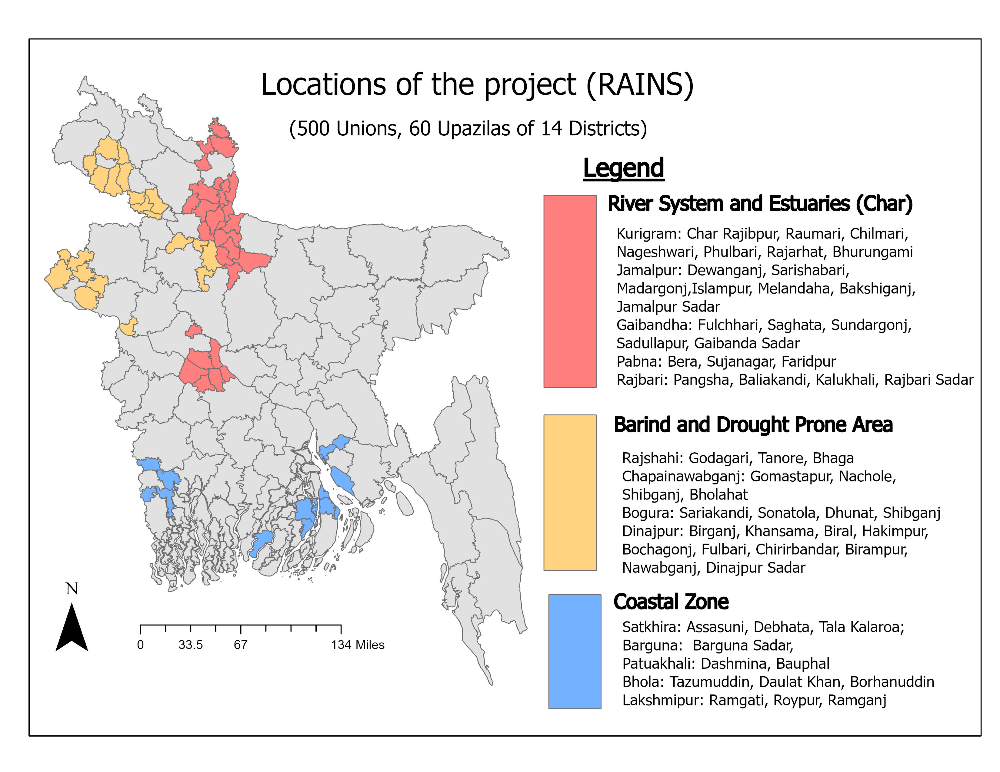 Locations of the project (RAINS)
(500 Unions, 60 Upazilas of 14 Districts)
Legend
River System and Estuaries (Char)
Kurigram: Char Rajibpur, Raumari, Chilmari,
Nageshwari, Phulbari, Rajarhat, Bhurungami
Jamalpur: Dewanganj, Sarishabari,
Madargonj,Islampur, Melandaha, Bakshiganj,
Jamalpur Sadar
Gaibandha: Fulchhari, Saghata, Sundargonj,
Sadullapur, Gaibanda Sadar
Pabna: Bera, Sujanagar, Faridpur
Rajbari: Pangsha, Baliakandi, Kalukhali, Rajbari Sadar
Barind and Drought Prone Area
Rajshahi: Godagari, Tanore, Bhaga
Chapainawabganj: Gomastapur, Nachole,
Shibganj, Bholahat
Bogura: Sariakandi, Sonatola, Dhunat, Shibganj
Dinajpur: Birganj, Khansama, Biral, Hakimpur,
Bochagonj, Fulbari, Chirirbandar, Birampur,
Nawabganj, Dinajpur Sadar
Coastal Zone
Satkhira: Assasuni, Debhata, Tala Kalaroa;
Barguna:  Barguna Sadar,
Patuakhali: Dashmina, Bauphal
Bhola: Tazumuddin, Daulat Khan, Borhanuddin
Lakshmipur: Ramgati, Roypur, Ramganj
N
0 33.5 67 134 Miles